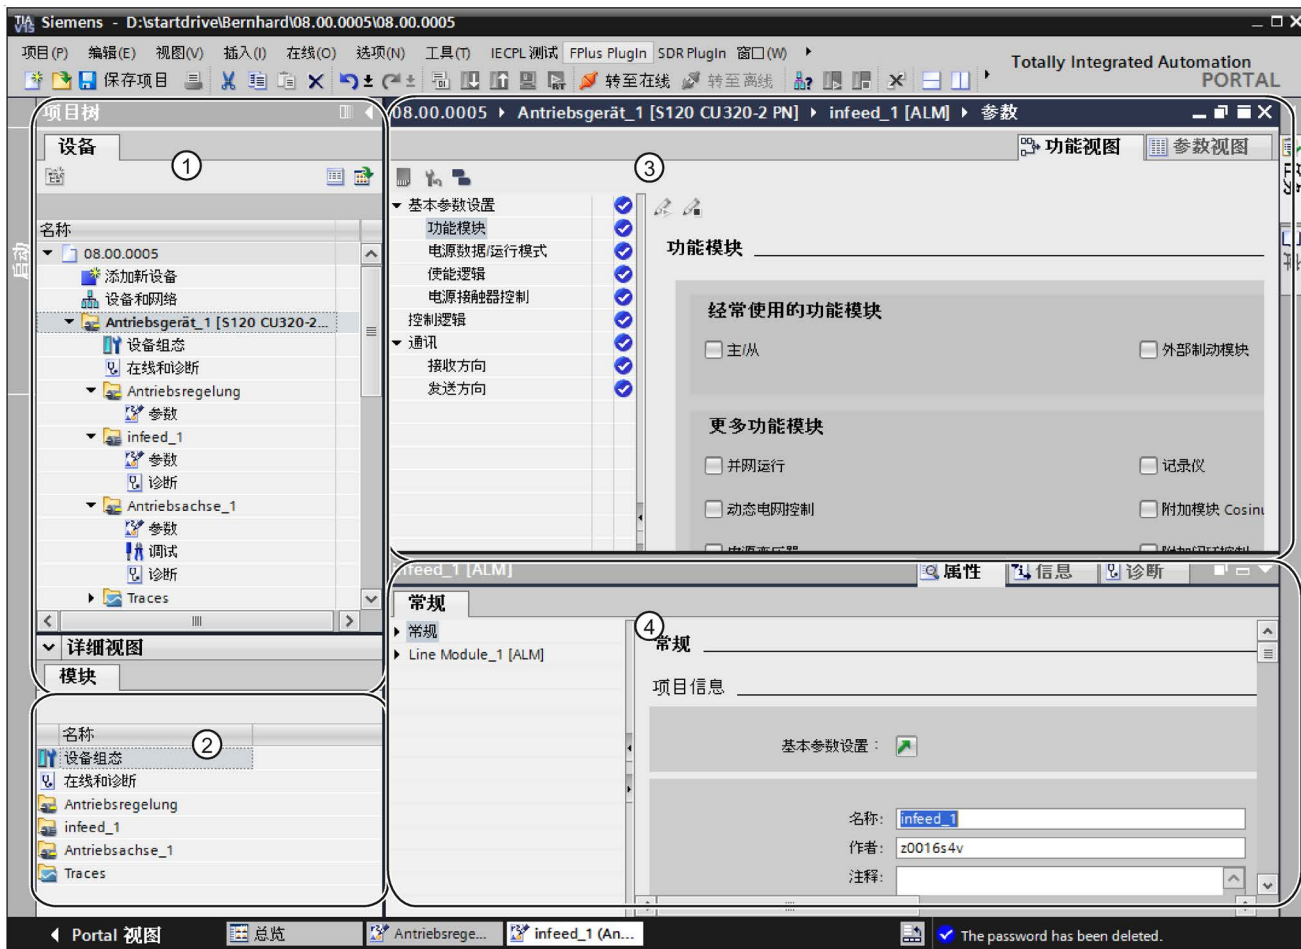 Siemens - D:\startdrive\Bernhard\08.00.0005\08.00.0005
项目(P) 编辑(E) 视图(V) 插入(I) 在线(O) 选项(N) 工具(T) IECPL 测试 FPlus PlugIn SDR PlugIn 窗口(W)
Totally Integrated Automation
PORTAL
保存项目 转至在线 转至离线
项目树
08.00.0005 Antriebsgerät_1 [S120 CU320-2 PN] infeed_1 [ALM] 参数
设备
1
3
功能视图 参数视图
名称
08.00.0005
添加新设备
设备和网络
Antriebsgerät_1 [S120 CU320-2...
设备组态
在线和诊断
Antriebsregelung
参数
infeed_1
参数
诊断
Antriebsachse_1
参数
调试
诊断
Traces
基本参数设置
功能模块
电源数据/运行模式
使能逻辑
电源接触器控制
控制逻辑
通讯
接收方向
发送方向
功能模块
经常使用的功能模块
主/从 外部制动模块
更多功能模块
并网运行 记录仪
动态电网控制 附加模块 Cosinu
详细视图
模块
2
名称
设备组态
在线和诊断
Antriebsregelung
infeed_1
Antriebsachse_1
Traces
infeed_1 [ALM]
属性 信息 诊断
常规
常规
Line Module_1 [ALM]
4
常规
项目信息
基本参数设置：
名称: infeed_1
作者: z0016s4v
注释:
Portal 视图 总览 Antriebsrege... infeed_1 (An... The password has been deleted.